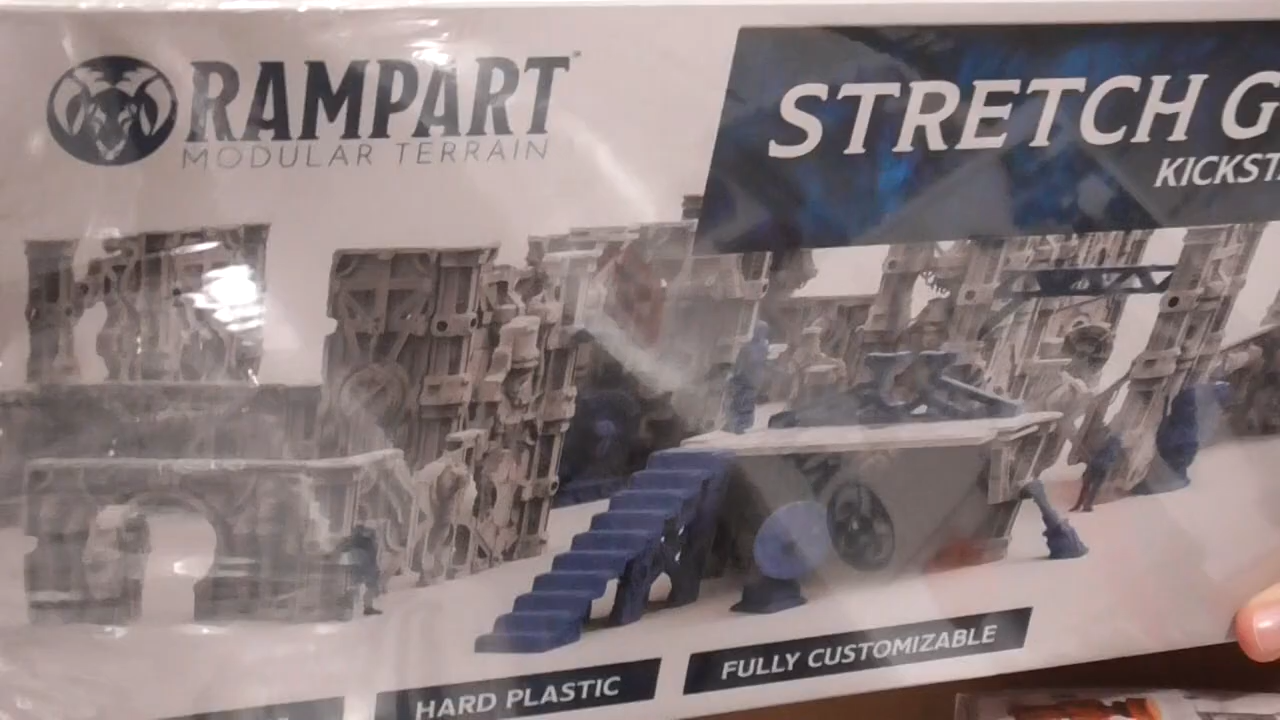 RAMPART
MODULAR TERRAIN
STRETCH G
KICKST
HARD PLASTIC
FULLY CUSTOMIZABLE